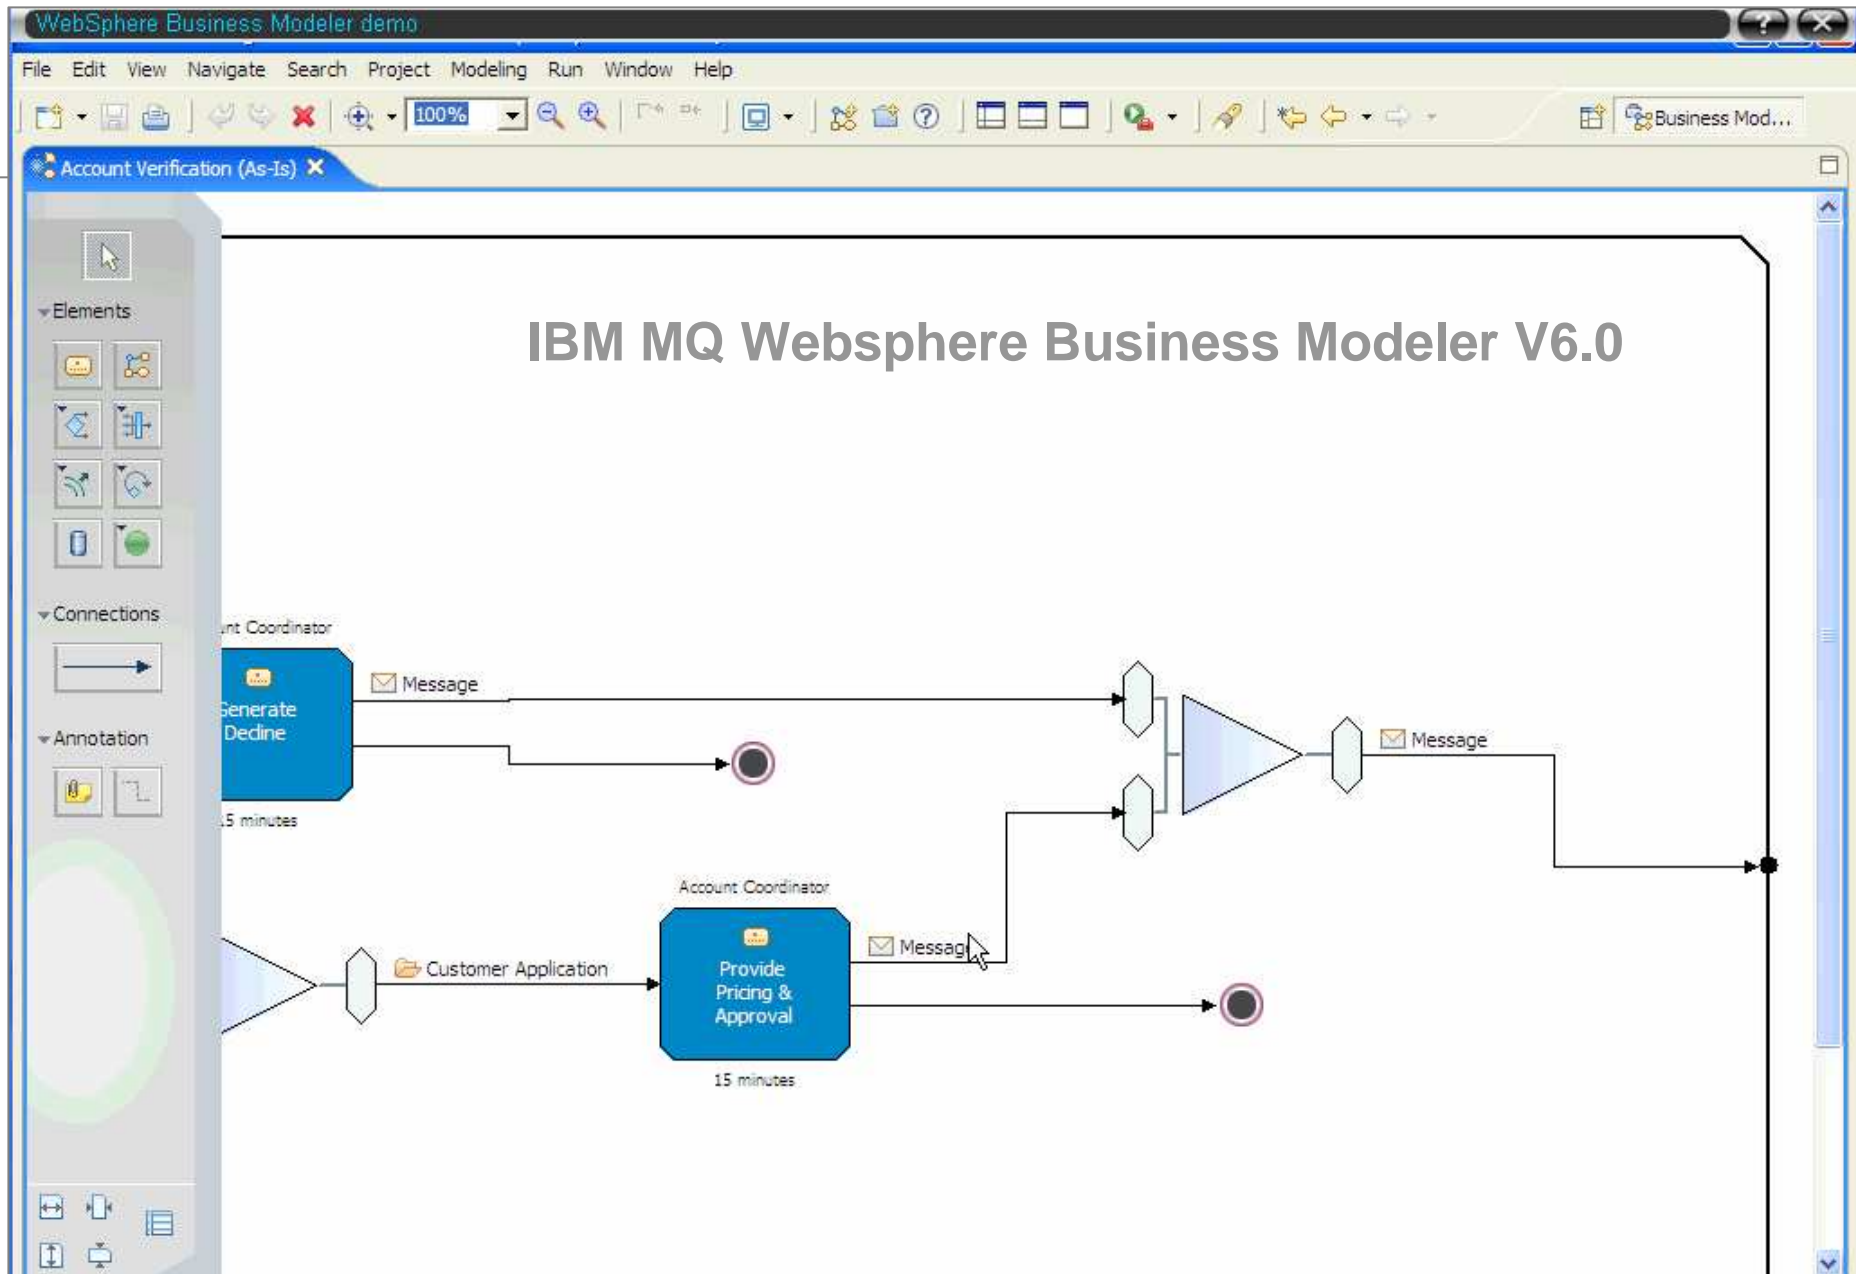 WebSphere Business Modeler demo
File Edit View Navigate Search Project Modeling Run Window Help
100%
Business Mod...
Account Verification (As-Is)
Elements
IBM MQ Websphere Business Modeler V6.0
Connections
Annotation
Coordinator
Message
Generate
Decline
5 minutes
Message
Account Coordinator
Customer Application
Provide
Pricing &
Approval
Messag
15 minutes